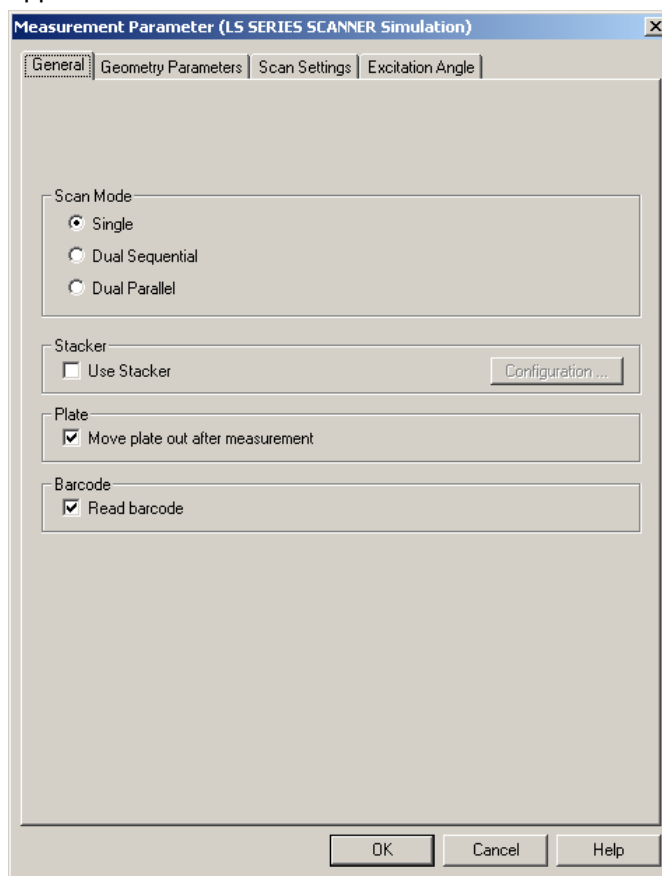 Measurement Parameter (LS SERIES SCANNER Simulation)
General Geometry Parameters Scan Settings Excitation Angle
Scan Mode
Single
Dual Sequential
Dual Parallel
Stacker
Use Stacker Configuration ...
Plate
Move plate out after measurement
Barcode
Read barcode
OK Cancel Help